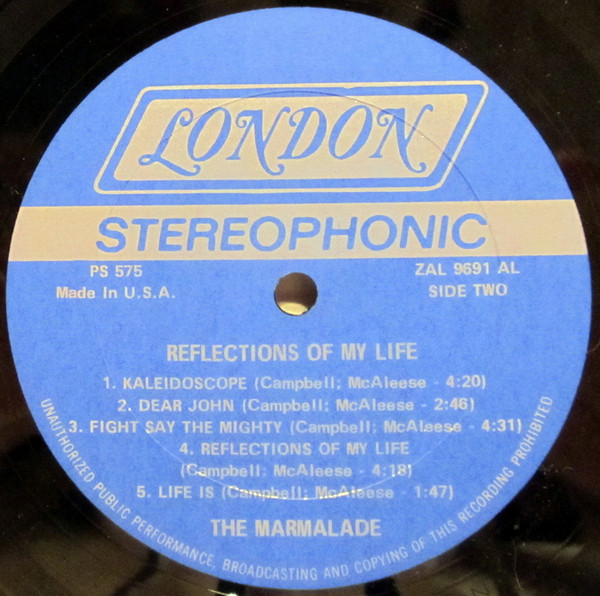 LONDON
STEREOPHONIC
PS 575
ZAL 9691 AL
Made In U.S.A.
SIDE TWO
REFLECTIONS OF MY LIFE
1. KALEIDOSCOPE (Campbell; McAleese - 4:20)
2. DEAR JOHN (Campbell; McAleese - 2:46)
3. FIGHT SAY THE MIGHTY (Campbell; McAleese - 4:31)
4. REFLECTIONS OF MY LIFE
(Campbell; McAleese - 4:18)
5. LIFE IS (Campbell; McAleese - 1:47)
THE MARMALADE
UNAUTHORIZED PUBLIC PERFORMANCE, BROADCASTING AND COPYING OF THIS RECORDING PROHIBITED